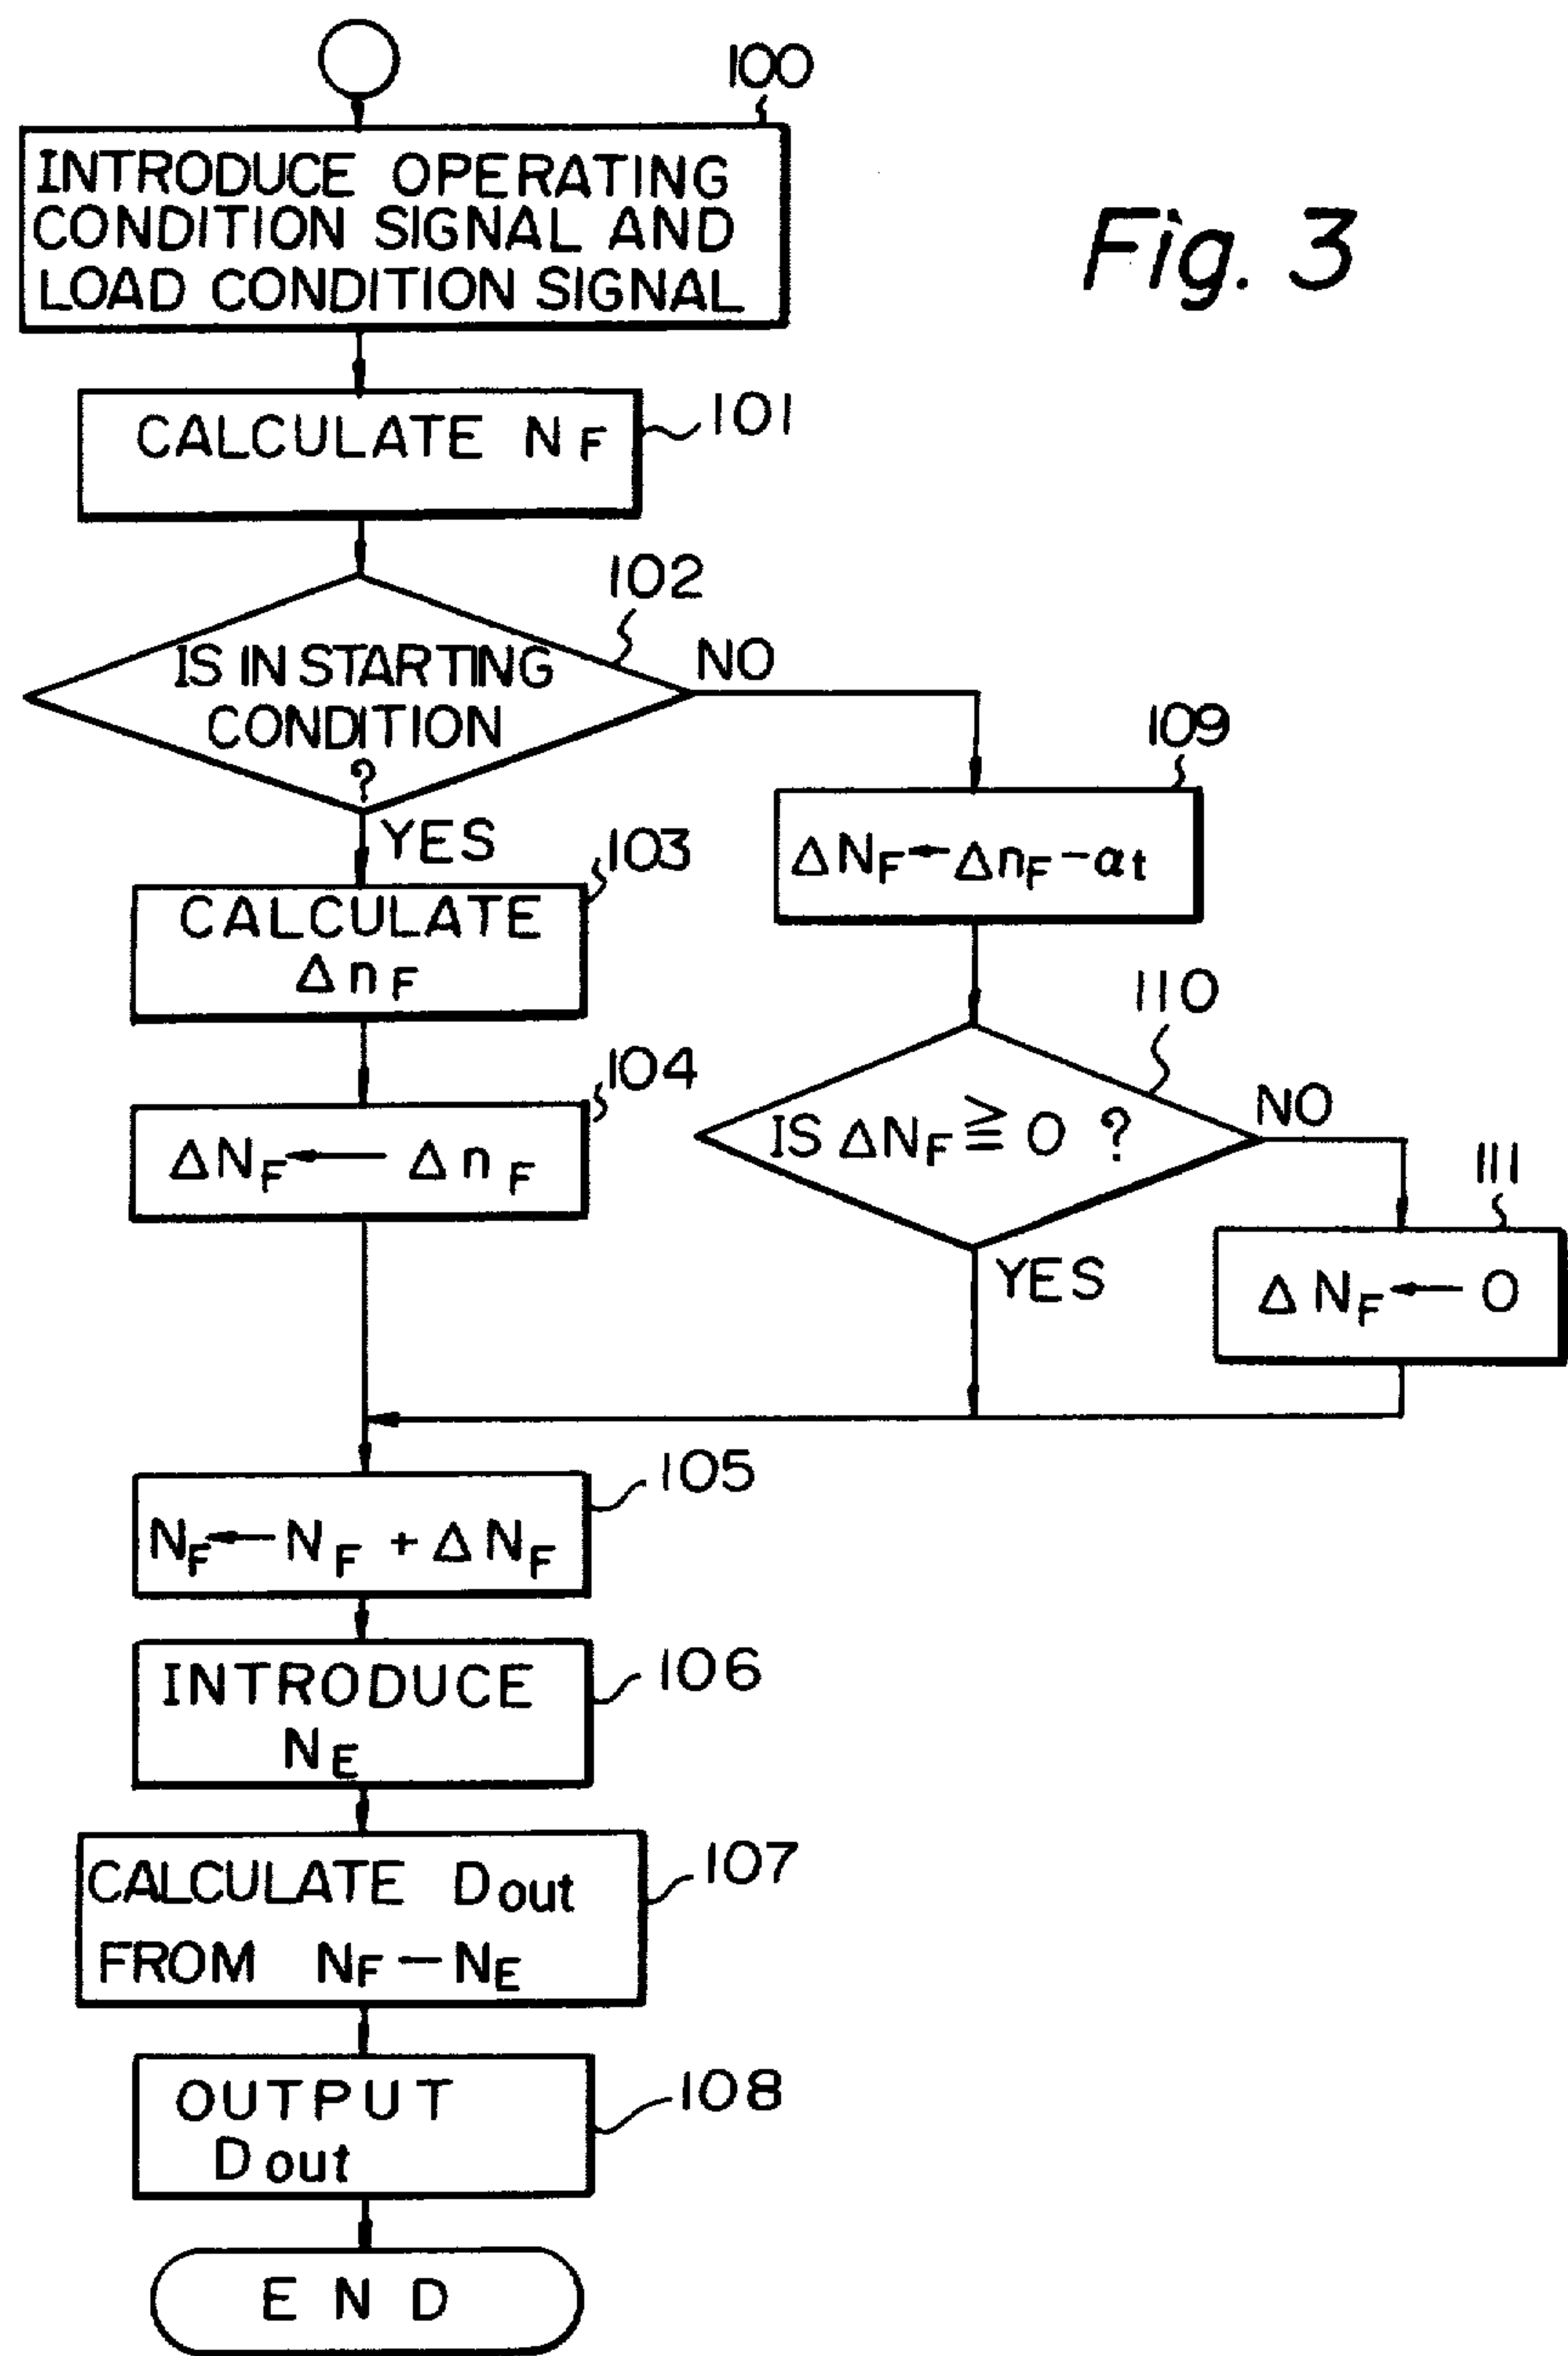 Fig. 3
100
INTRODUCE OPERATING
CONDITION SIGNAL AND
LOAD CONDITION SIGNAL
101
CALCULATE NF
102
IS IN STARTING
CONDITION
?
NO
YES
103
CALCULATE
ΔnF
104
ΔNF ← ΔnF
109
ΔNF ← ΔnF - αt
110
IS ΔNF ≧ 0 ?
NO
YES
111
ΔNF ← 0
105
NF ← NF + ΔNF
106
INTRODUCE
NE
107
CALCULATE Dout
FROM NF - NE
108
OUTPUT
Dout
END